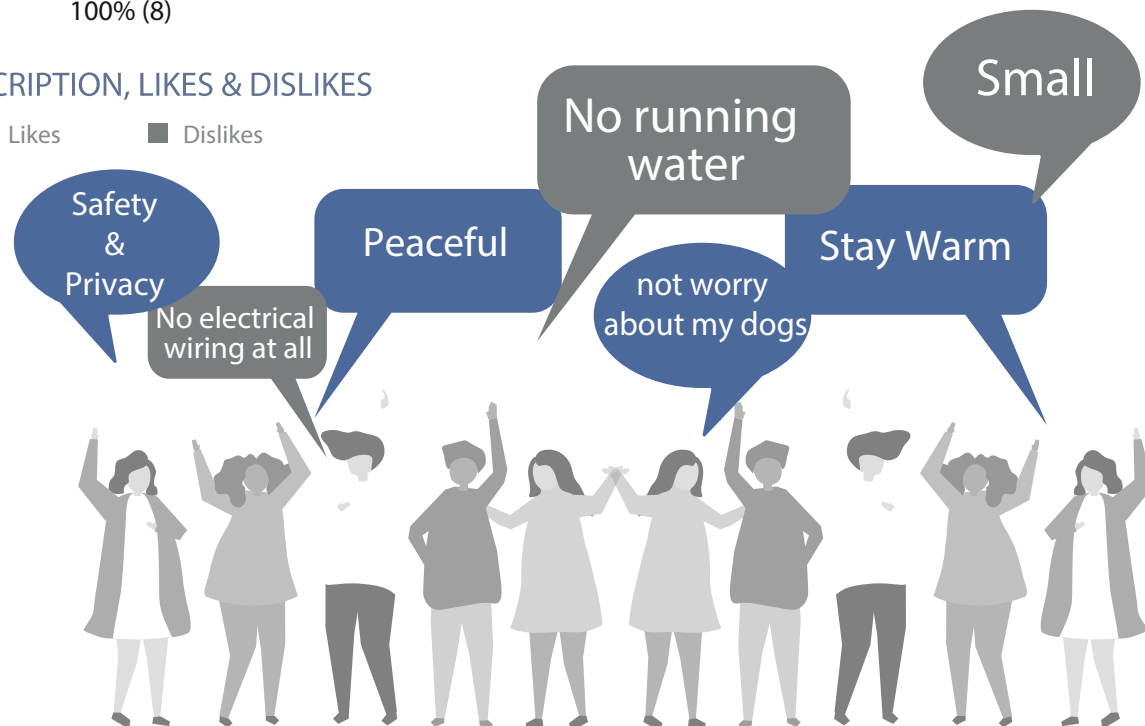 100% (8)
CRIPTION, LIKES & DISLIKES
Likes
Dislikes
Small
No running
water
Safety
&
Privacy
Peaceful
Stay Warm
not worry
about my dogs
No electrical
wiring at all